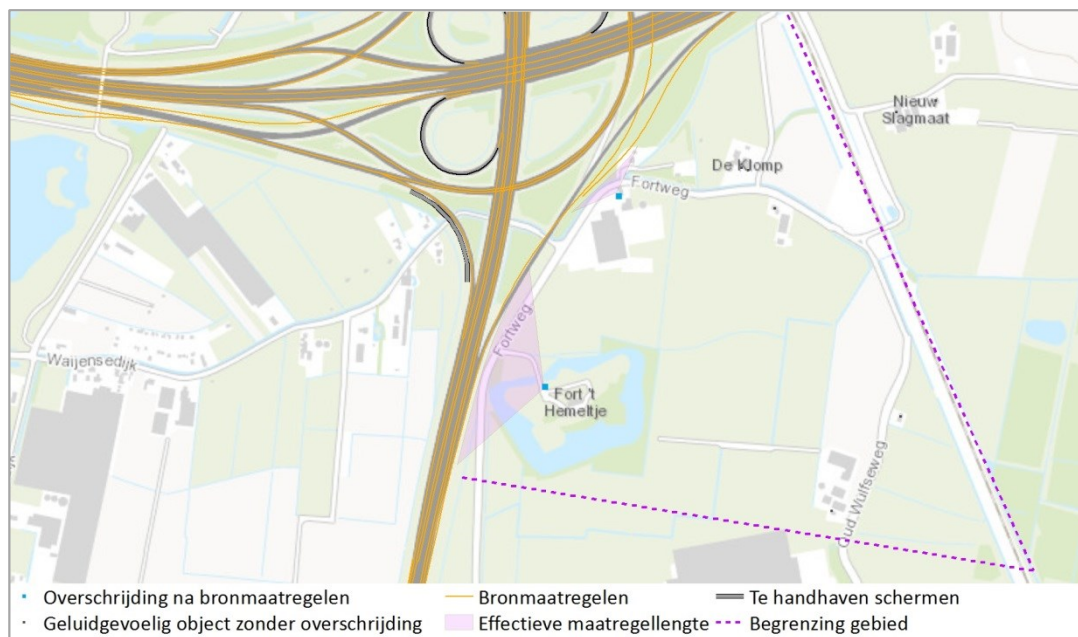 Nieuw
Slagmaat
De Klomp
Fortweg
Fortweg
Waijensedijk
Fort 't
Hemeltje
Oud Wulfseweg
Overschrijding na bronmaatregelen
Bronmaatregelen
Te handhaven schermen
Geluidgevoelig object zonder overschrijding
Effectieve maatregellengte
Begrenzing gebied